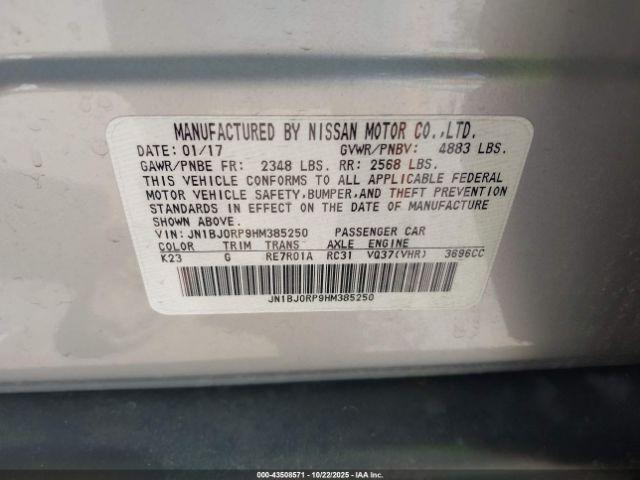 MANUFACTURED BY NISSAN MOTOR CO.,LTD.
DATE: 01/17 GVWR/PNBV: 4883 LBS.
GAWR/PNBE FR: 2348 LBS. RR: 2568 LBS.
THIS VEHICLE CONFORMS TO ALL APPLICABLE FEDERAL
MOTOR VEHICLE SAFETY, BUMPER, AND THEFT PREVENTION
STANDARDS IN EFFECT ON THE DATE OF MANUFACTURE
SHOWN ABOVE.
VIN: JN1BJ0RP9HM385250 PASSENGER CAR
COLOR TRIM TRANS AXLE ENGINE
K23 G RE7R01A RC31 VQ37(VHR) 3696CC
JN1BJ0RP9HM385250
000-43508571 | 10/22/2025 | IAA Corp.